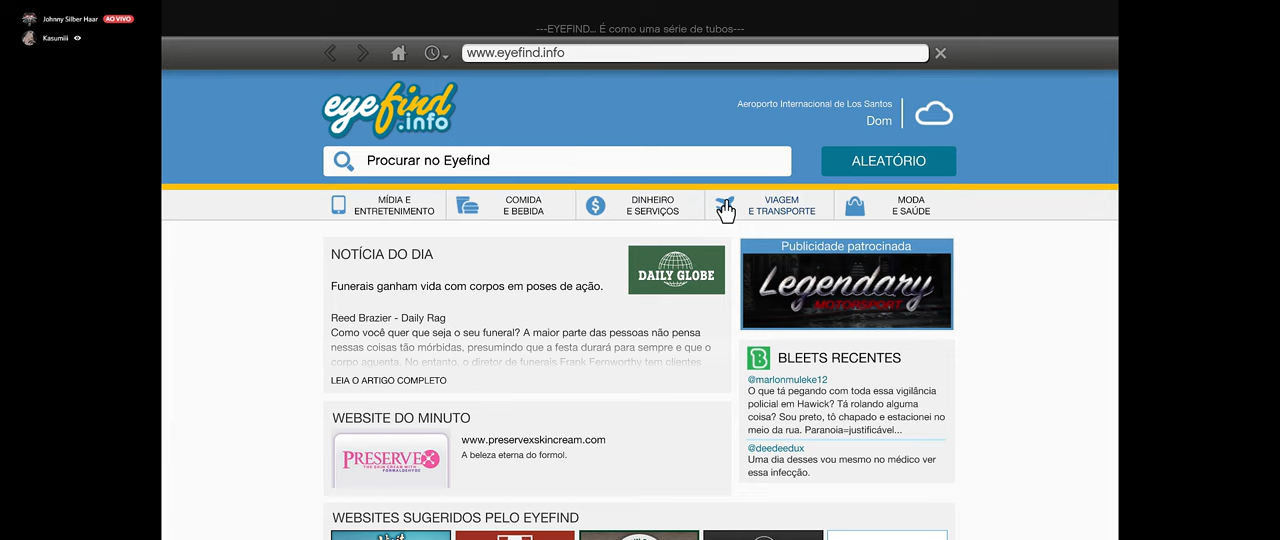 Johnny Silber Haar AO VIVO
Kasumiii
---EYEFIND... É como uma série de tubos---
www.eyefind.info
eyefind
.info
Aeroporto Internacional de Los Santos
Dom
Procurar no Eyefind
ALEATÓRIO
MÍDIA E
ENTRETENIMENTO
COMIDA
E BEBIDA
DINHEIRO
E SERVIÇOS
VIAGEM
E TRANSPORTE
MODA
E SAÚDE
NOTÍCIA DO DIA
DAILY GLOBE
Funerais ganham vida com corpos em poses de ação.
Reed Brazier - Daily Rag
Como você quer que seja o seu funeral? A maior parte das pessoas não pensa
nessas coisas tão mórbidas, presumindo que a festa durará para sempre e que o
corpo aguenta. No entanto, o diretor de funerais Frank Fernworthy tem clientes
LEIA O ARTIGO COMPLETO
Publicidade patrocinada
Legendary
MOTORSPORT
BLEETS RECENTES
@marlonmuleke12
O que tá pegando com toda essa vigilância
policial em Hawick? Tá rolando alguma
coisa? Sou preto, tô chapado e estacionei no
meio da rua. Paranoia=justificável...
@deedeedux
Uma dia desses vou mesmo no médico ver
essa infecção.
WEBSITE DO MINUTO
PRESERVEX
THE SKIN CREAM WITH
FORMALDEHYDE
www.preservexskincream.com
A beleza eterna do formol.
WEBSITES SUGERIDOS PELO EYEFIND